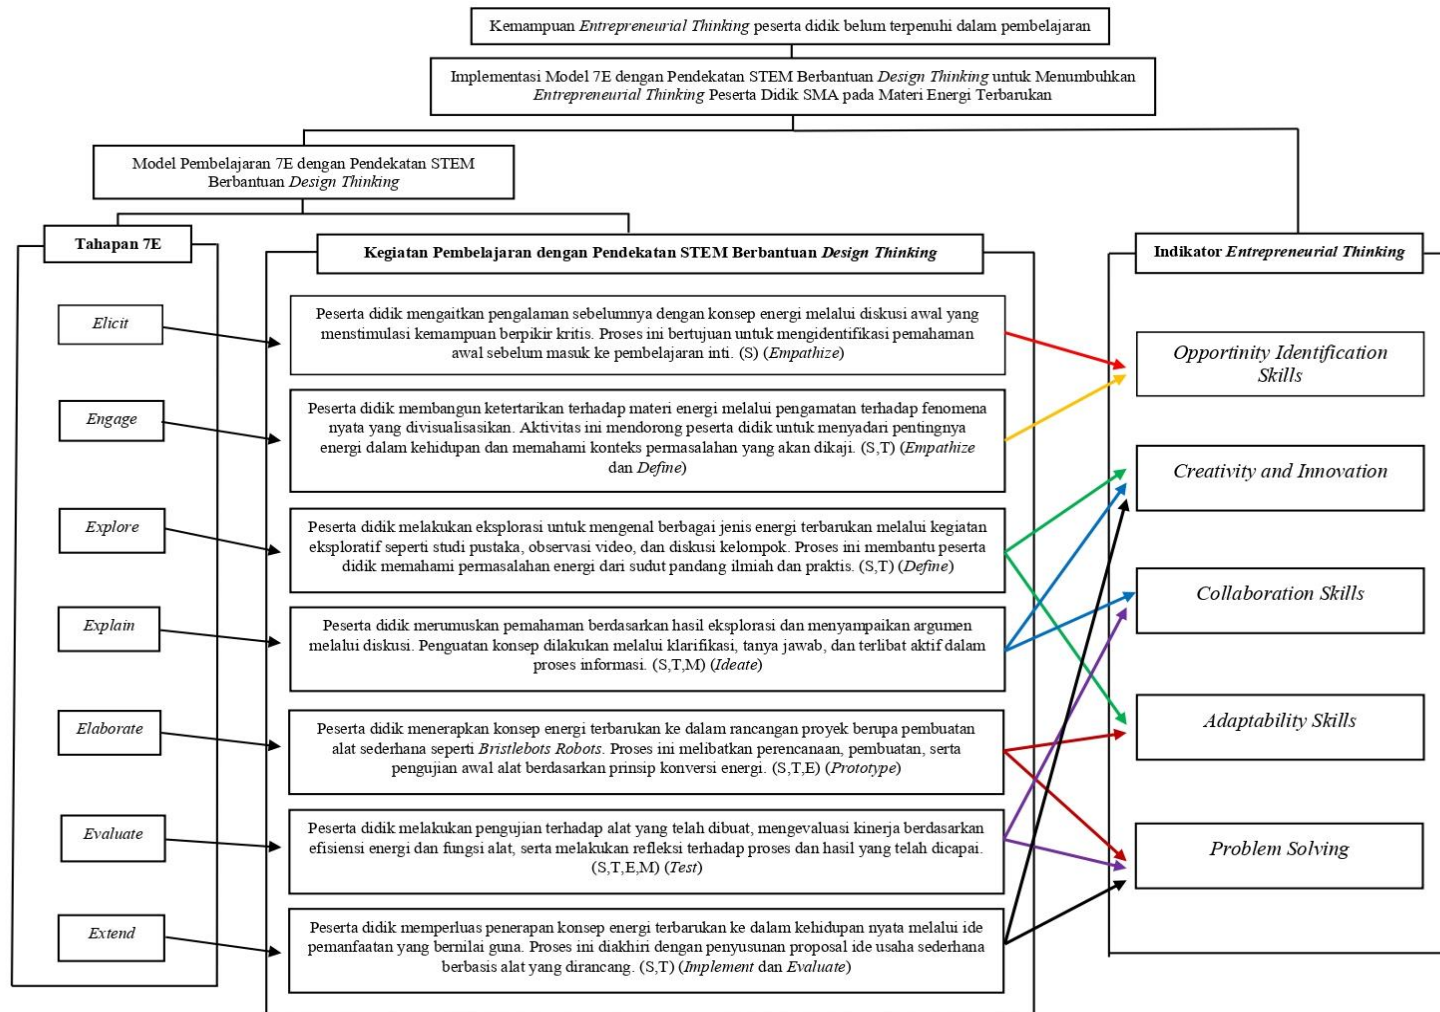 Kemampuan Entrepreneurial Thinking peserta didik belum terpenuhi dalam pembelajaran
Implementasi Model 7E dengan Pendekatan STEM Berbantuan Design Thinking untuk Menumbuhkan
Entrepreneurial Thinking Peserta Didik SMA pada Materi Energi Terbarukan
Model Pembelajaran 7E dengan Pendekatan STEM
Berbantuan Design Thinking
Tahapan 7E
Kegiatan Pembelajaran dengan Pendekatan STEM Berbantuan Design Thinking
Indikator Entrepreneurial Thinking
Elicit
Peserta didik mengaitkan pengalaman sebelumnya dengan konsep energi melalui diskusi awal yang
menstimulasi kemampuan berpikir kritis. Proses ini bertujuan untuk mengidentifikasi pemahaman
awal sebelum masuk ke pembelajaran inti. (S) (Empathize)
Opportinity Identification
Skills
Engage
Peserta didik membangun ketertarikan terhadap materi energi melalui pengamatan terhadap fenomena
nyata yang divisualisasikan. Aktivitas ini mendorong peserta didik untuk menyadari pentingnya
energi dalam kehidupan dan memahami konteks permasalahan yang akan dikaji. (S,T) (Empathize
dan Define)
Creativity and Innovation
Explore
Peserta didik melakukan eksplorasi untuk mengenal berbagai jenis energi terbarukan melalui kegiatan
eksploratif seperti studi pustaka, observasi video, dan diskusi kelompok. Proses ini membantu peserta
didik memahami permasalahan energi dari sudut pandang ilmiah dan praktis. (S,T) (Define)
Collaboration Skills
Explain
Peserta didik merumuskan pemahaman berdasarkan hasil eksplorasi dan menyampaikan argumen
melalui diskusi. Penguatan konsep dilakukan melalui klarifikasi, tanya jawab, dan terlibat aktif dalam
proses informasi. (S,T,M) (Ideate)
Adaptability Skills
Elaborate
Peserta didik menerapkan konsep energi terbarukan ke dalam rancangan proyek berupa pembuatan
alat sederhana seperti Bristlebots Robots. Proses ini melibatkan perencanaan, pembuatan, serta
pengujian awal alat berdasarkan prinsip konversi energi. (S,T,E) (Prototype)
Problem Solving
Evaluate
Peserta didik melakukan pengujian terhadap alat yang telah dibuat, mengevaluasi kinerja berdasarkan
efisiensi energi dan fungsi alat, serta melakukan refleksi terhadap proses dan hasil yang telah dicapai.
(S,T,E,M) (Test)
Extend
Peserta didik memperluas penerapan konsep energi terbarukan ke dalam kehidupan nyata melalui ide
pemanfaatan yang bernilai guna. Proses ini diakhiri dengan penyusunan proposal ide usaha sederhana
berbasis alat yang dirancang. (S,T) (Implement dan Evaluate)